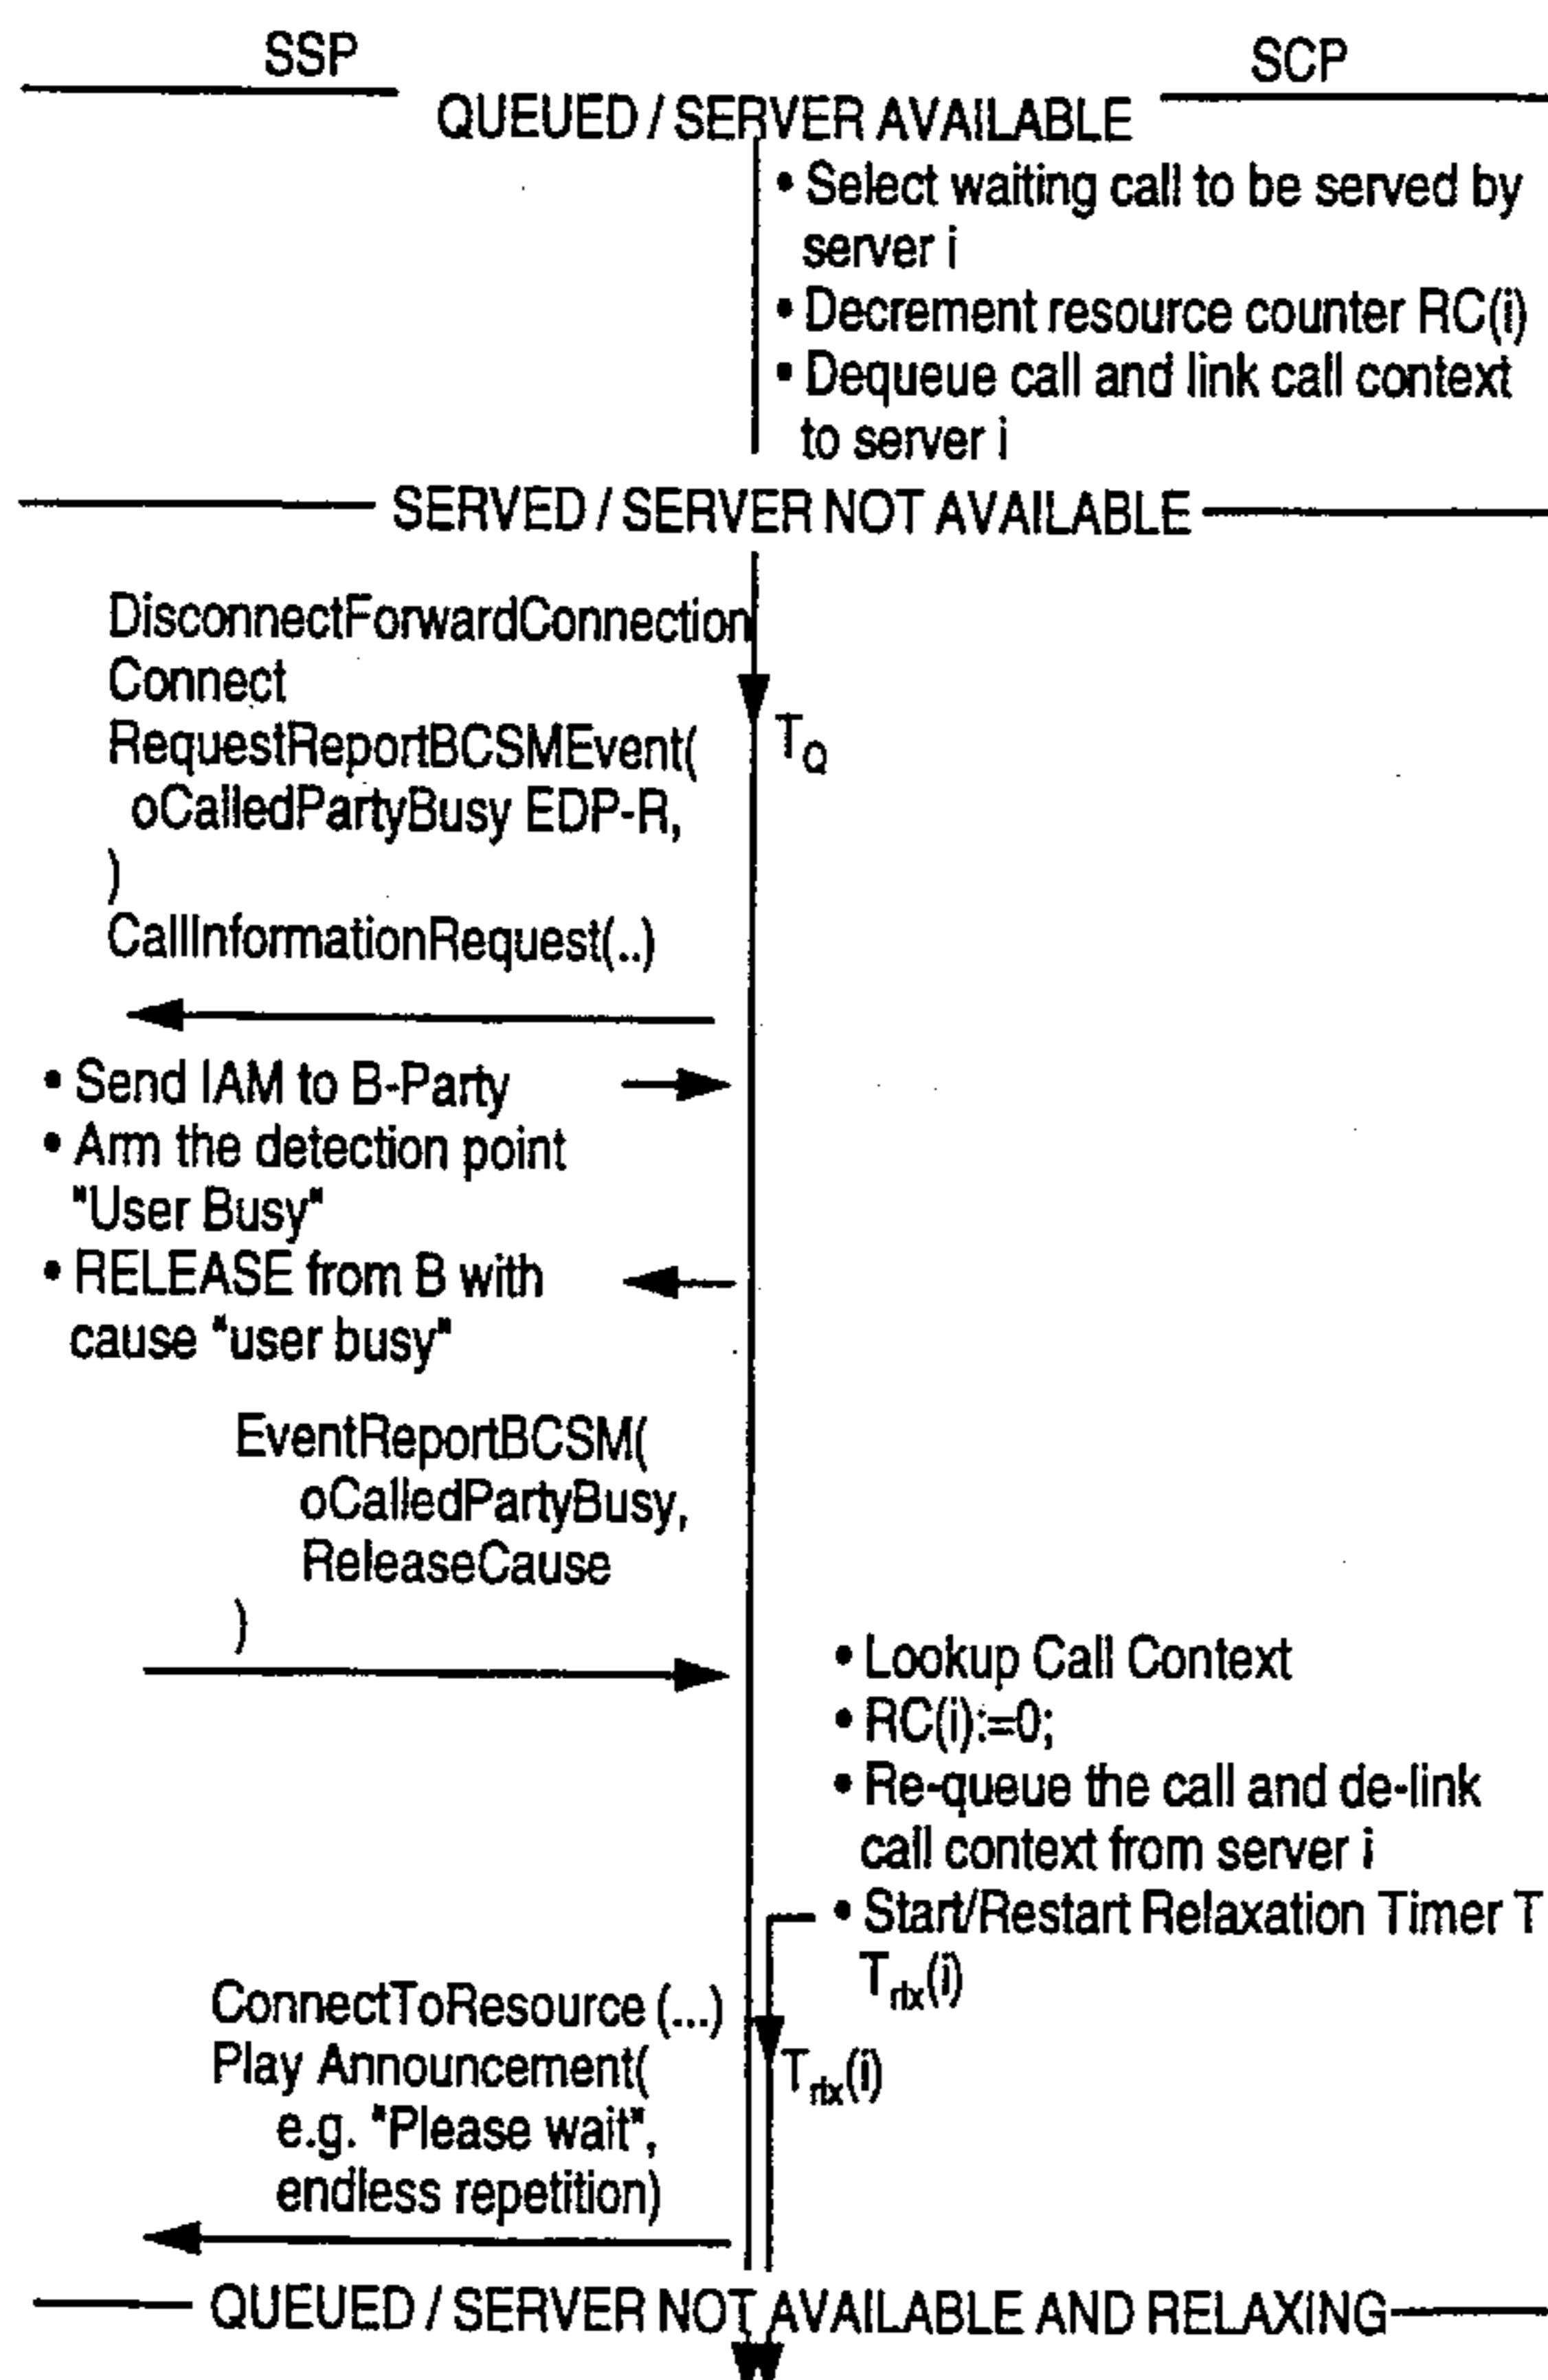 SSP
SCP
QUEUED / SERVER AVAILABLE
• Select waiting call to be served by
server i
• Decrement resource counter RC(i)
• Dequeue call and link call context
to server i
SERVED / SERVER NOT AVAILABLE
DisconnectForwardConnection
Connect
RequestReportBCSMEvent(
oCalledPartyBusy EDP-R,
)
CallInformationRequest(..)
TQ
• Send IAM to B-Party
• Arm the detection point
"User Busy"
• RELEASE from B with
cause "user busy"
EventReportBCSM(
oCalledPartyBusy,
ReleaseCause
)
• Lookup Call Context
• RC(i):=0;
• Re-queue the call and de-link
call context from server i
• Start/Restart Relaxation Timer T
Trlx(i)
ConnectToResource (...)
Play Announcement(
e.g. "Please wait",
endless repetition)
Trlx(i)
QUEUED / SERVER NOT AVAILABLE AND RELAXING